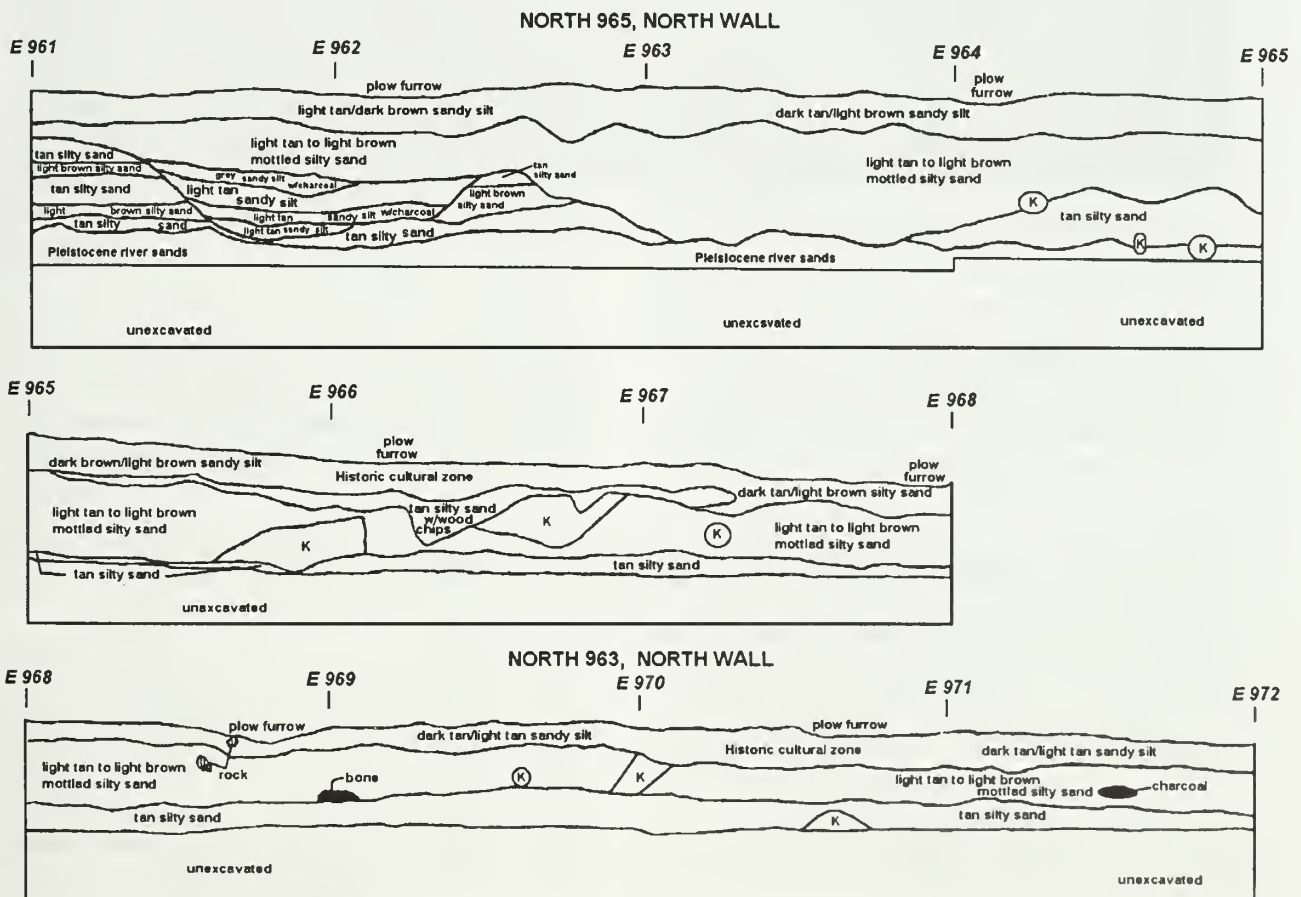 NORTH 965, NORTH WALL
E 961
E 962
E 963
E 964
E 965
plow furrow
plow
furrow
light tan/dark brown sandy silt
dark tan/light brown sandy silt
light tan to light brown
mottled silty sand
light tan to light brown
mottled silty sand
tan silty sand
light brown silty sand
tan silty sand
light brown silty sand
tan silty sand
grey sandy silt
w/charcoal
light tan
sandy silt
light tan sandy silt w/charcoal
light tan sandy silt
tan silty sand
tan
silty sand
light brown
silty sand
K
tan silty sand
K
K
Pleistocene river sands
Pleistocene river sands
unexcavated
unexcsvated
unexcavated
E 965
E 966
E 967
E 968
plow
furrow
plow
furrow
dark brown/light brown sandy silt
Historic cultural zone
dark tan/light brown silty sand
light tan to light brown
mottled silty sand
tan silty sand
w/wood
chips
K
K
K
light tan to light brown
mottled silty sand
tan silty sand
tan silty sand
unexcavated
NORTH 963, NORTH WALL
E 968
E 969
E 970
E 971
E 972
plow furrow
plow furrow
dark tan/light tan sandy silt
Historic cultural zone
dark tan/light tan sandy silt
light tan to light brown
mottled silty sand
rock
bone
K
K
light tan to light brown
mottled silty sand
charcoal
tan silty sand
K
tan silty sand
unexcavated
unexcavated